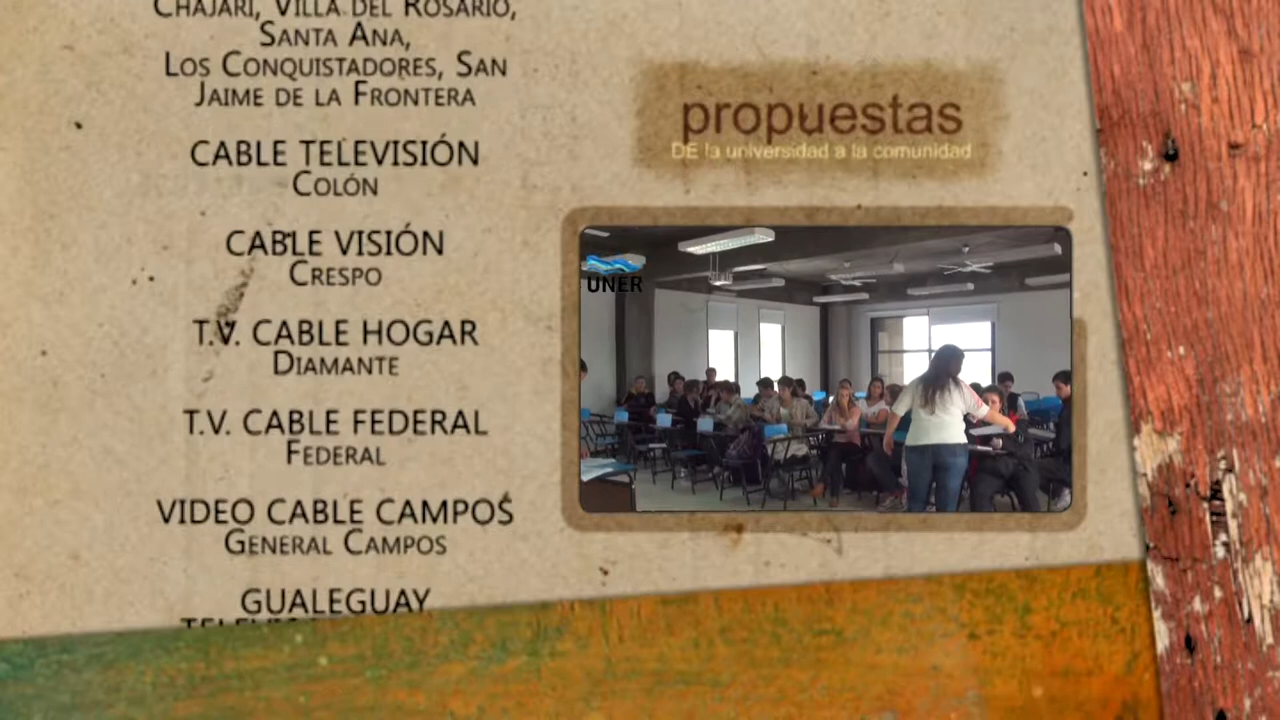 CHAJARÍ, VILLA DEL ROSARIO,
SANTA ANA,
LOS CONQUISTADORES, SAN
JAIME DE LA FRONTERA
CABLE TELEVISIÓN
COLÓN
CABLE VISIÓN
CRESPO
T.V. CABLE HOGAR
DIAMANTE
T.V. CABLE FEDERAL
FEDERAL
VIDEO CABLE CAMPOS
GENERAL CAMPOS
GUALEGUAY
propuestas
DE la universidad a la comunidad
UNER